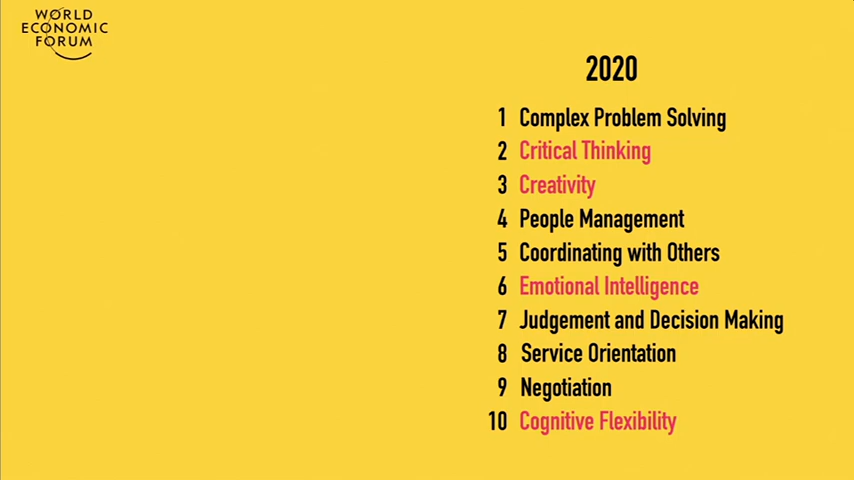 WORLD
ECONOMIC
FORUM
2020
1 Complex Problem Solving
2 Critical Thinking
3 Creativity
4 People Management
5 Coordinating with Others
6 Emotional Intelligence
7 Judgement and Decision Making
8 Service Orientation
9 Negotiation
10 Cognitive Flexibility